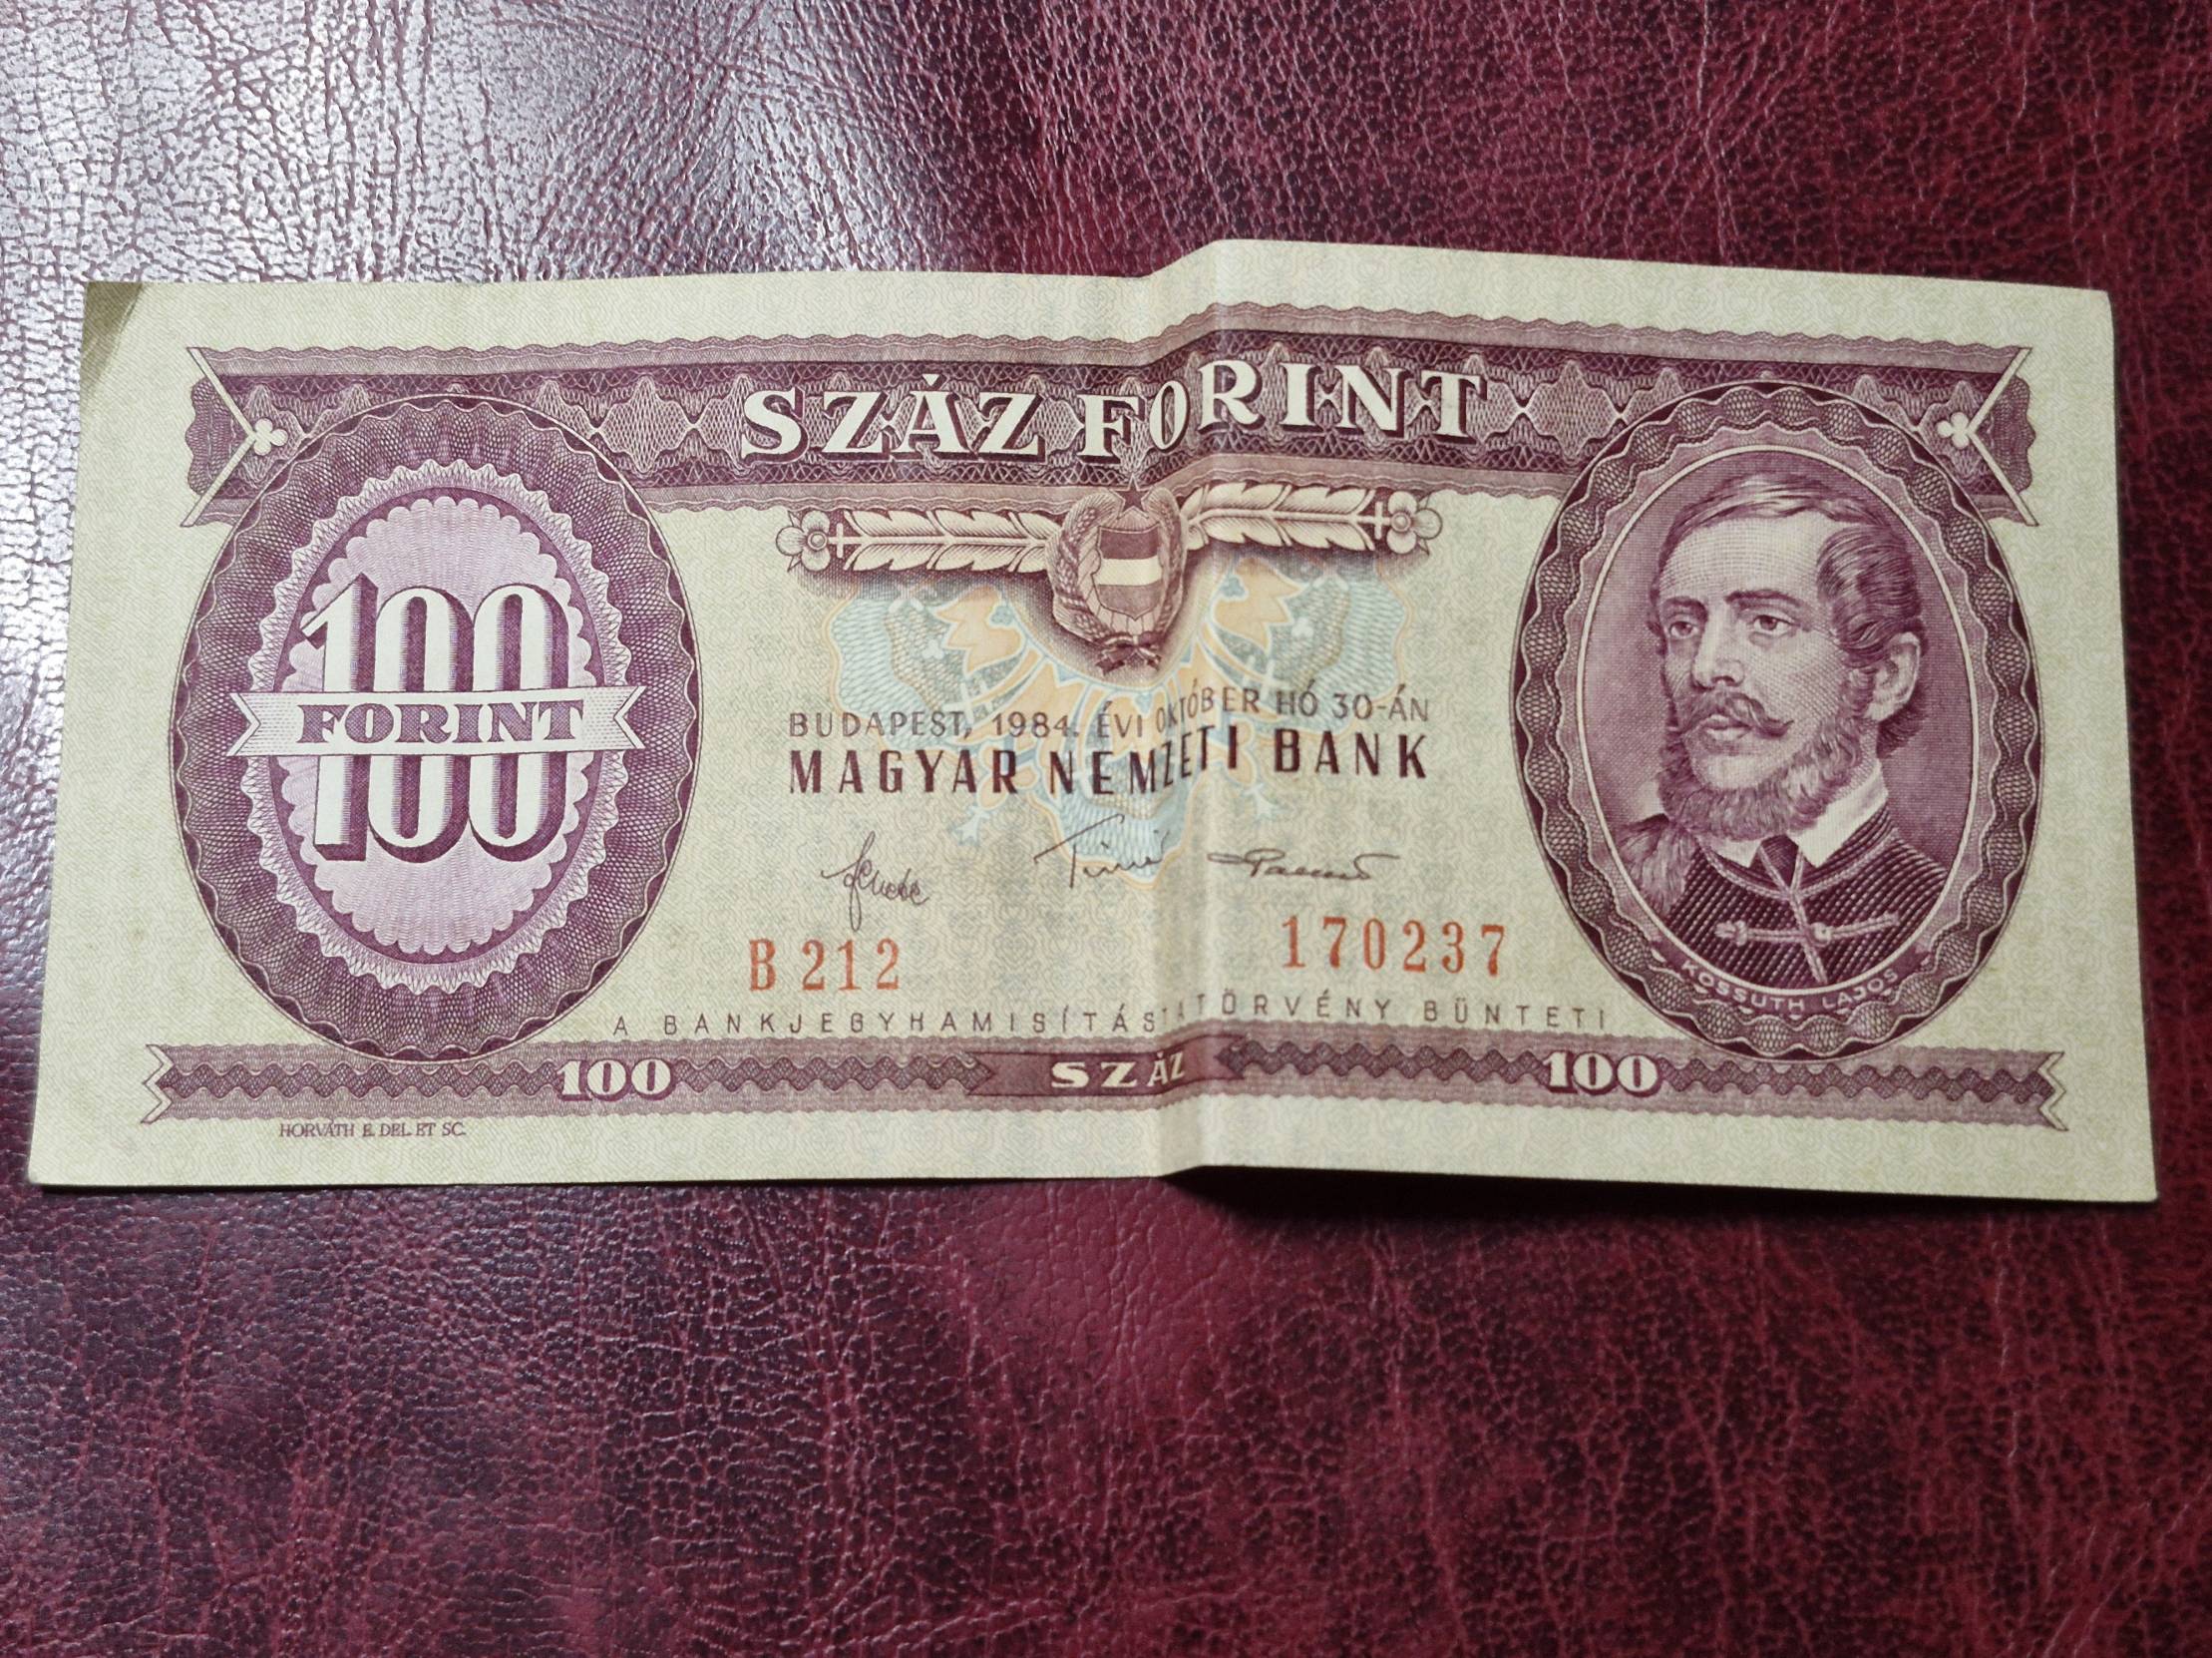 SZÁZ FORINT
100
FORINT
100
BUDAPEST, 1984. ÉVI OKTÓBER HÓ 30-ÁN
MAGYAR NEMZETI BANK
B 212
170237
KOSSUTH LAJOS
A BANKJEGYHAMISÍTÁST A TÖRVÉNY BÜNTETI
100 SZÁZ 100
HORVÁTH E. DEL. ET SC.